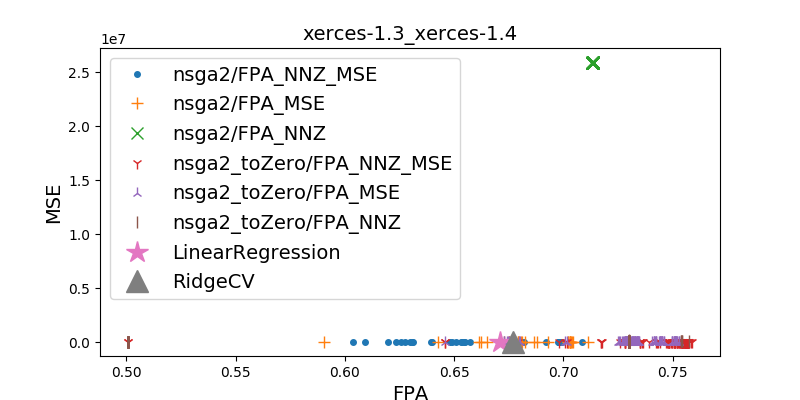 xerces-1.3_xerces-1.4
1e7
2.5
2.0
1.5
1.0
0.5
0.0
MSE
nsga2/FPA_NNZ_MSE
nsga2/FPA_MSE
nsga2/FPA_NNZ
nsga2_toZero/FPA_NNZ_MSE
nsga2_toZero/FPA_MSE
nsga2_toZero/FPA_NNZ
LinearRegression
RidgeCV
0.50 0.55 0.60 0.65 0.70 0.75
FPA